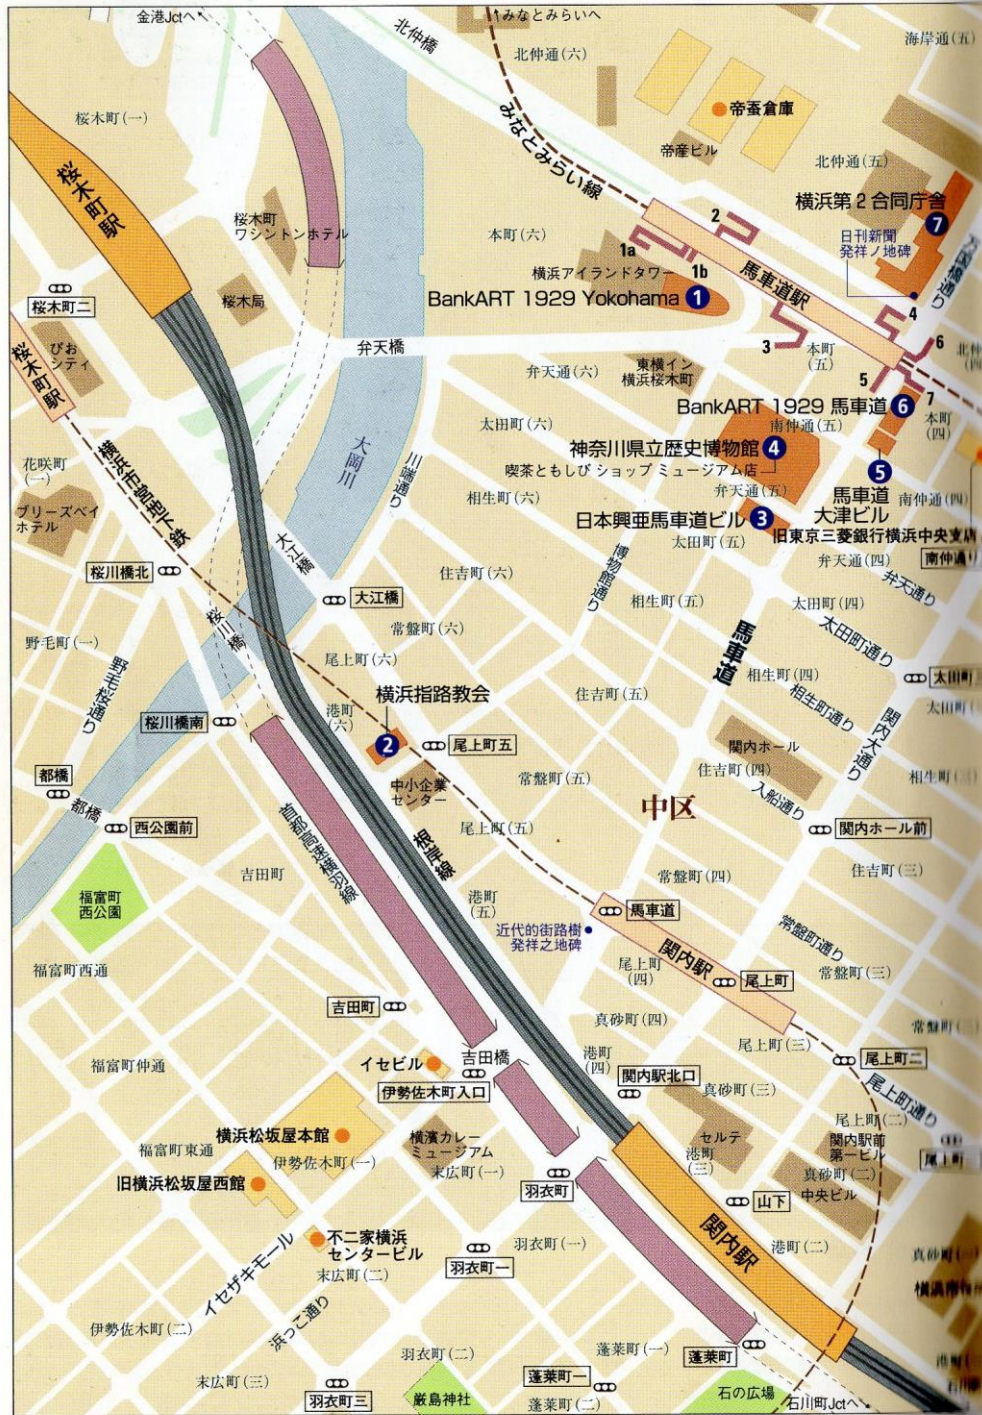 金港Jctへ
↑みなとみらいへ
北仲橋
北仲通(六)
海岸通(五)
桜木町(一)
帝蚕倉庫
帝産ビル
北仲通(五)
みなとみらい線
桜木町駅
横浜第2合同庁舎
7
日刊新聞
発祥ノ地碑
万国橋通り
桜木町
ワシントンホテル
本町(六)
1a
2
横浜アイランドタワー
1b
BankART 1929 Yokohama 1
馬車道駅
桜木町二
桜木局
4
6
3
本町
(五)
5
7
ぴお
シティ
桜木町駅
弁天橋
弁天通(六)
東横イン
横浜桜木町
BankART 1929 馬車道 6
本町
(四)
太田町(六)
南仲通(五)
神奈川県立歴史博物館 4
喫茶ともしび ショップ ミュージアム店
大岡川
川端通り
花咲町
(一)
横浜市営地下鉄
相生町(六)
弁天通(五)
5
馬車道
大津ビル
南仲通(四)
ブリーズベイ
ホテル
日本興亜馬車道ビル 3
太田町(五)
旧東京三菱銀行横浜中央支店
大江橋
博物館通り
弁天通(四)
弁天通り
南仲通り
桜川橋北
住吉町(六)
大江橋
相生町(五)
太田町(四)
太田町通り
桜川橋
常盤町(六)
野毛町(一)
野毛桜通り
尾上町(六)
馬車道
相生町(四)
相生町通り
横浜指路教会
2
住吉町(五)
港町
(六)
桜川橋南
尾上町五
関内ホール
関内大通り
都橋
都橋
中小企業
センター
常盤町(五)
中区
住吉町(四)
入船通り
相生町(三)
西公園前
首都高速横羽線
根岸線
尾上町(五)
関内ホール前
吉田町
福富町
西公園
港町
(五)
常盤町(四)
住吉町(三)
馬車道
近代的街路樹
発祥之地碑
関内駅
常盤町通り
福富町西通
尾上町
(四)
尾上町
常盤町(三)
吉田町
真砂町(四)
尾上町(三)
福富町仲通
イセビル
吉田橋
港町
(四)
尾上町二
伊勢佐木町入口
関内駅北口
真砂町(三)
尾上町通り
尾上町(二)
横浜松坂屋本館
横濱カレー
ミュージアム
セルテ
関内駅前
第一ビル
尾上町
福富町東通
伊勢佐木町(一)
末広町(一)
港町
(三)
真砂町(二)
旧横浜松坂屋西館
羽衣町
山下
中央ビル
不二家横浜
センタービル
羽衣町(一)
関内駅
港町(二)
イセザキモール
末広町(二)
羽衣町一
伊勢佐木町(二)
浜っこ通り
羽衣町(二)
蓬莱町(一)
蓬莱町
末広町(三)
羽衣町三
厳島神社
蓬莱町一
蓬莱町(二)
石の広場
石川町Jctへ